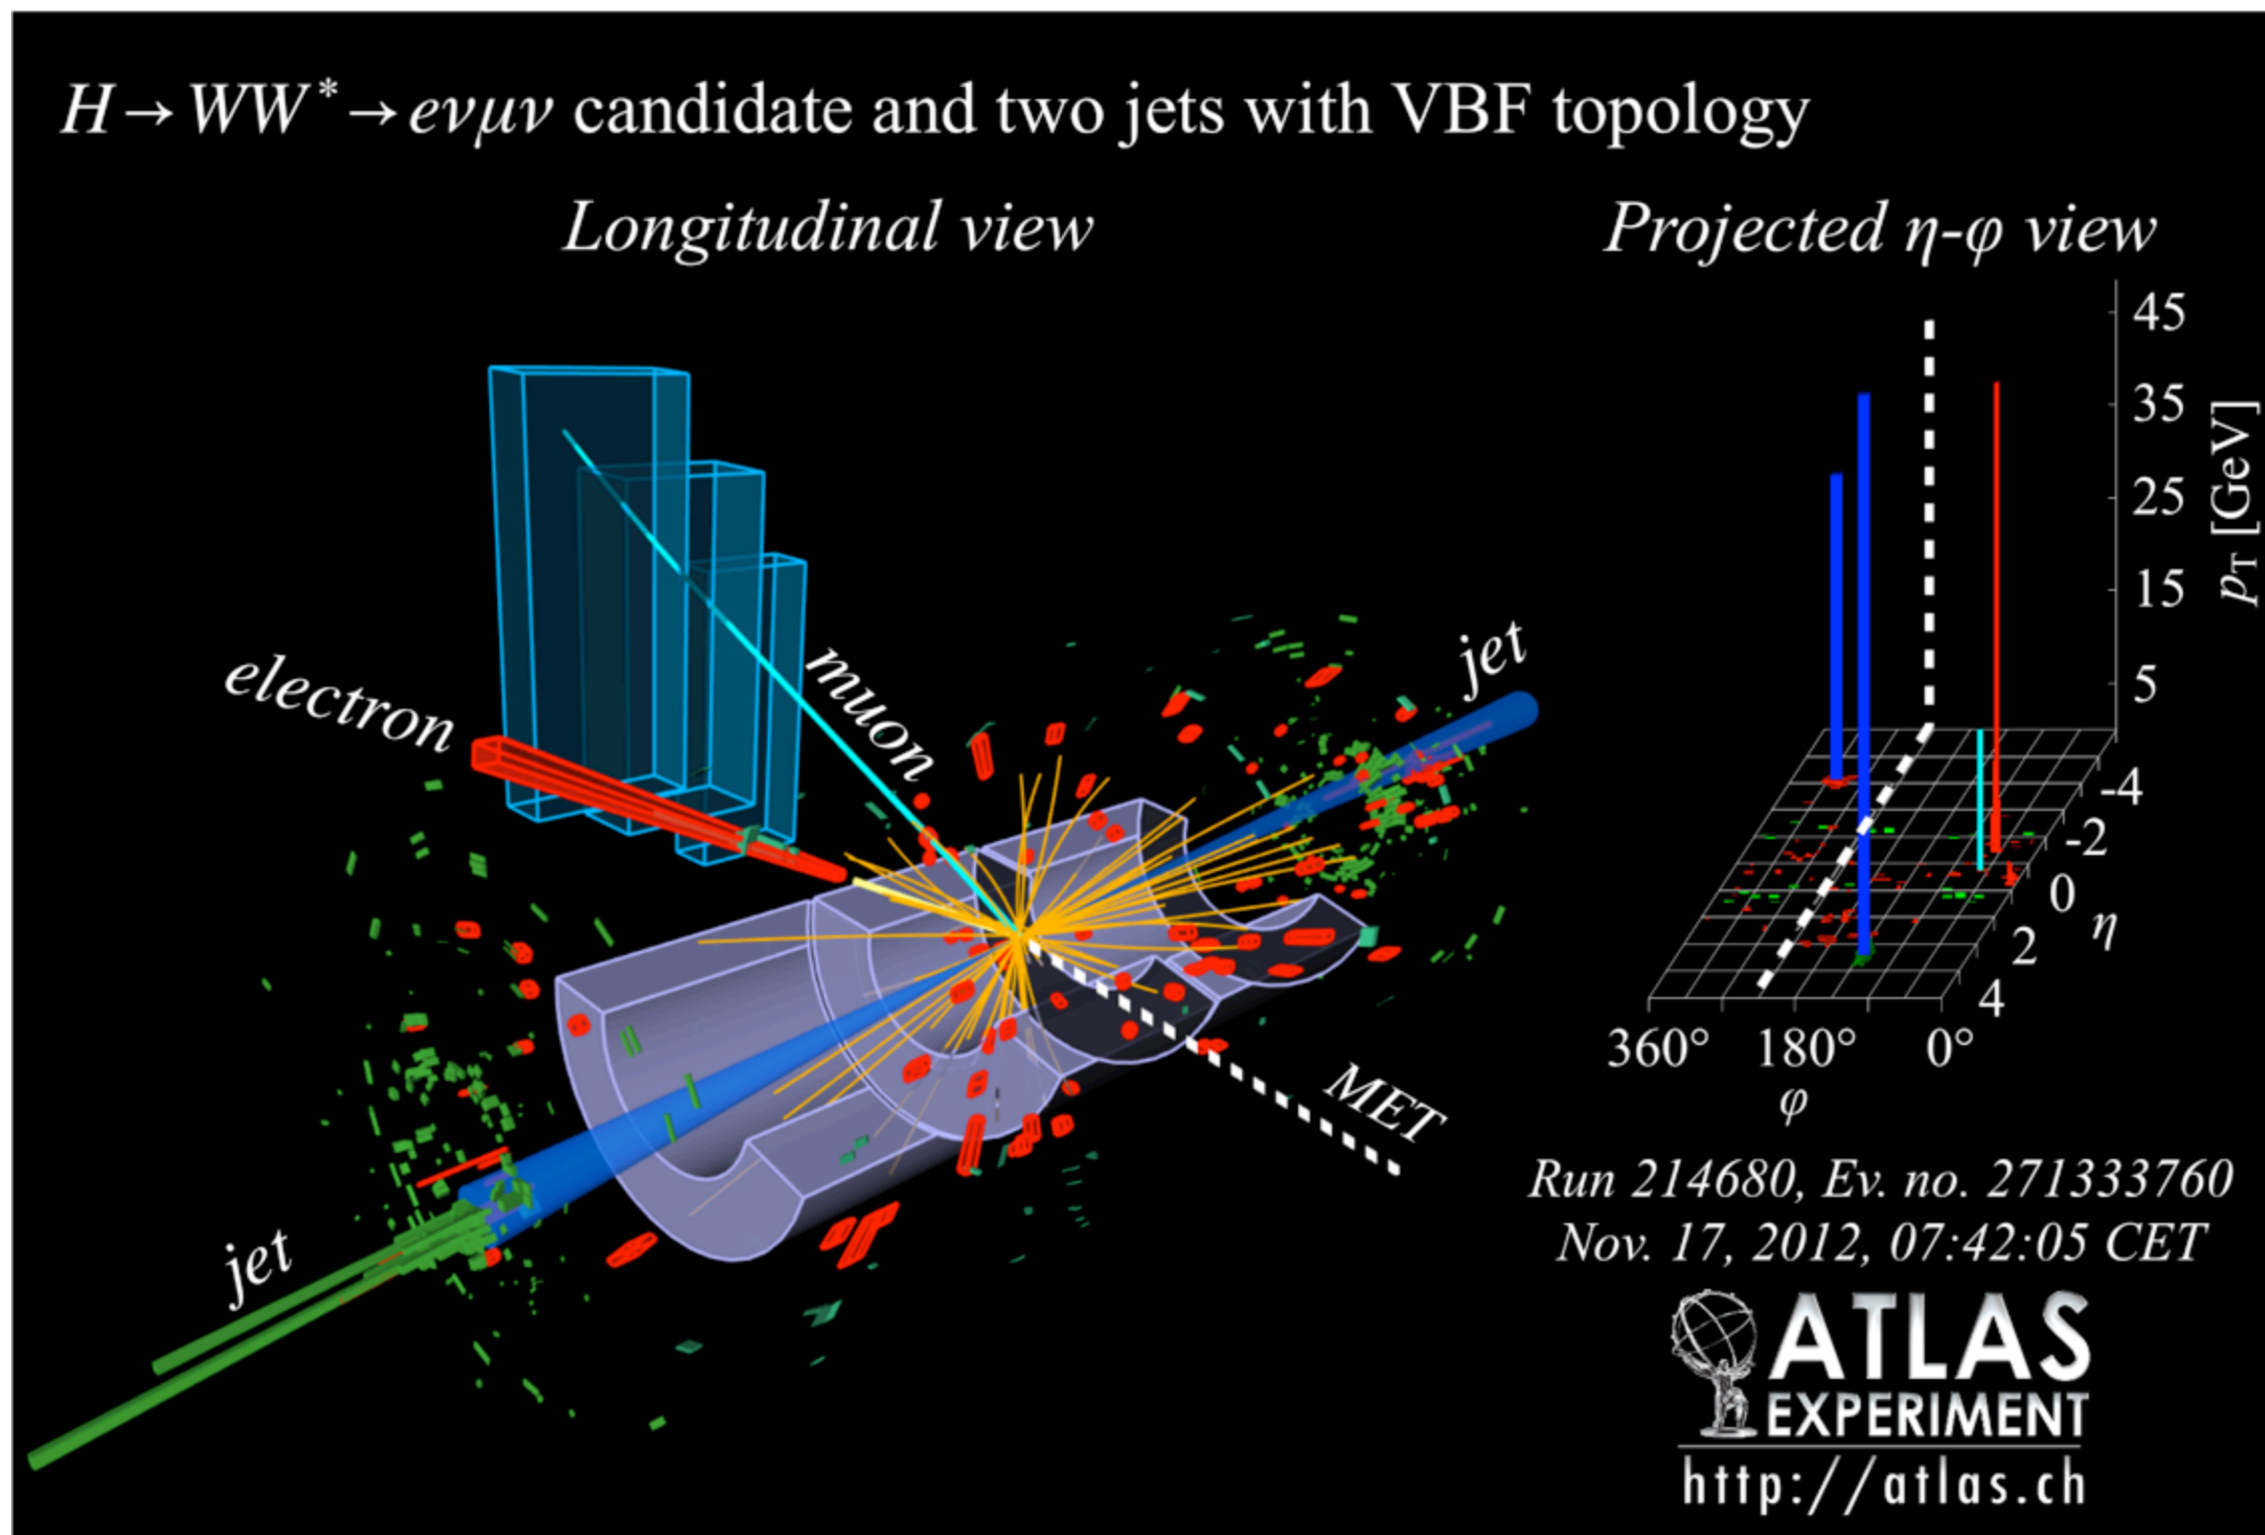 H→WW*→eνμν candidate and two jets with VBF topology
Longitudinal view
Projected η-φ view
electron
muon
jet
jet
MET
45
35
25
15
5
pT [GeV]
-4
-2
0
2
4
η
360° 180° 0°
φ
Run 214680, Ev. no. 271333760
Nov. 17, 2012, 07:42:05 CET
ATLAS
EXPERIMENT
http://atlas.ch